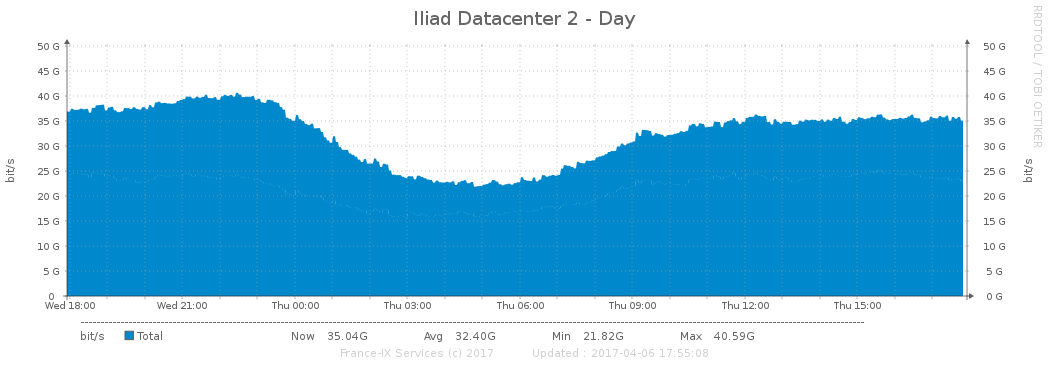 Iliad Datacenter 2 - Day
RRDTOOL / TOBI OETIKER
bit/s
bit/s
50 G 50 G
45 G 45 G
40 G 40 G
35 G 35 G
30 G 30 G
25 G 25 G
20 G 20 G
15 G 15 G
10 G 10 G
5 G 5 G
0 0 G
Wed 18:00 Wed 21:00 Thu 00:00 Thu 03:00 Thu 06:00 Thu 09:00 Thu 12:00 Thu 15:00
bit/s Total Now 35.04G Avg 32.40G Min 21.82G Max 40.59G
France-IX Services (c) 2017 Updated : 2017-04-06 17:55:08